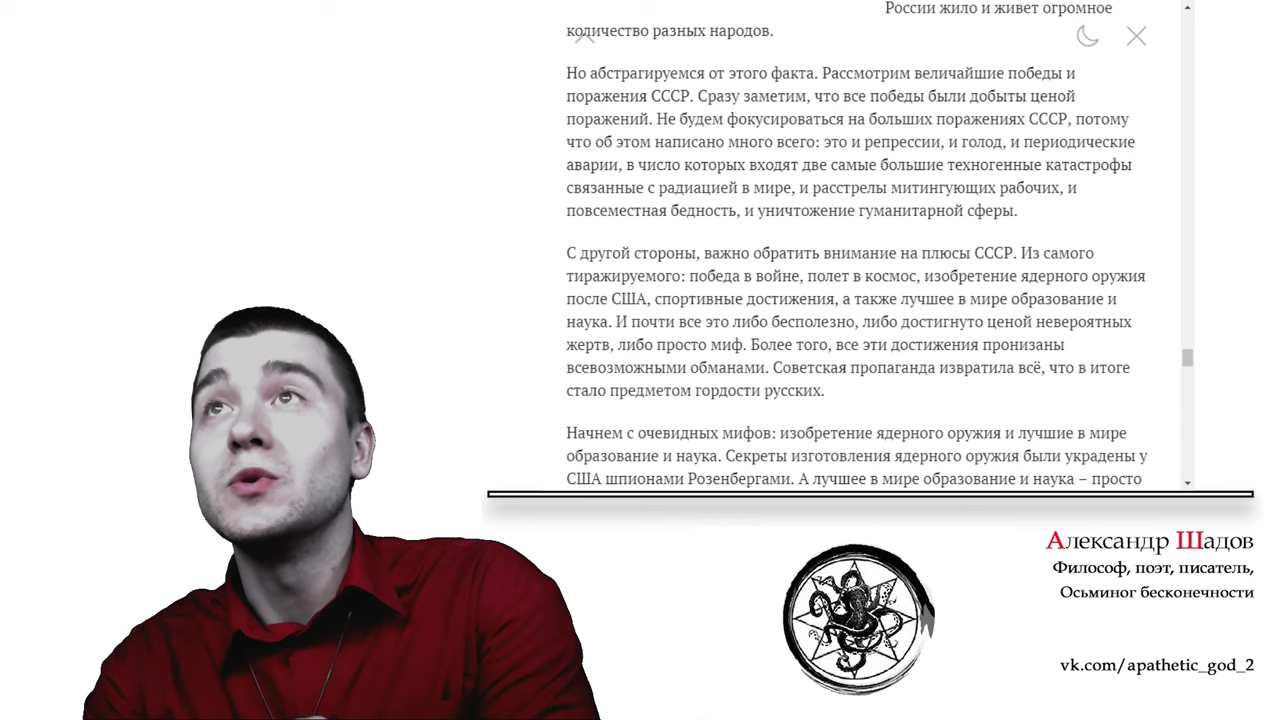 России жило и живет огромное
количество разных народов.
Но абстрагируемся от этого факта. Рассмотрим величайшие победы и
поражения СССР. Сразу заметим, что все победы были добыты ценой
поражений. Не будем фокусироваться на больших поражениях СССР, потому
что об этом написано много всего: это и репрессии, и голод, и периодические
аварии, в число которых входят две самые большие техногенные катастрофы
связанные с радиацией в мире, и расстрелы митингующих рабочих, и
повсеместная бедность, и уничтожение гуманитарной сферы.
С другой стороны, важно обратить внимание на плюсы СССР. Из самого
тиражируемого: победа в войне, полет в космос, изобретение ядерного оружия
после США, спортивные достижения, а также лучшее в мире образование и
наука. И почти все это либо бесполезно, либо достигнуто ценой невероятных
жертв, либо просто миф. Более того, все эти достижения пронизаны
всевозможными обманами. Советская пропаганда извратила всё, что в итоге
стало предметом гордости русских.
Начнем с очевидных мифов: изобретение ядерного оружия и лучшие в мире
образование и наука. Секреты изготовления ядерного оружия были украдены у
США шпионами Розенбергами. А лучшее в мире образование и наука – просто
Александр Шадов
Философ, поэт, писатель,
Осьминог бесконечности
vk.com/apathetic_god_2